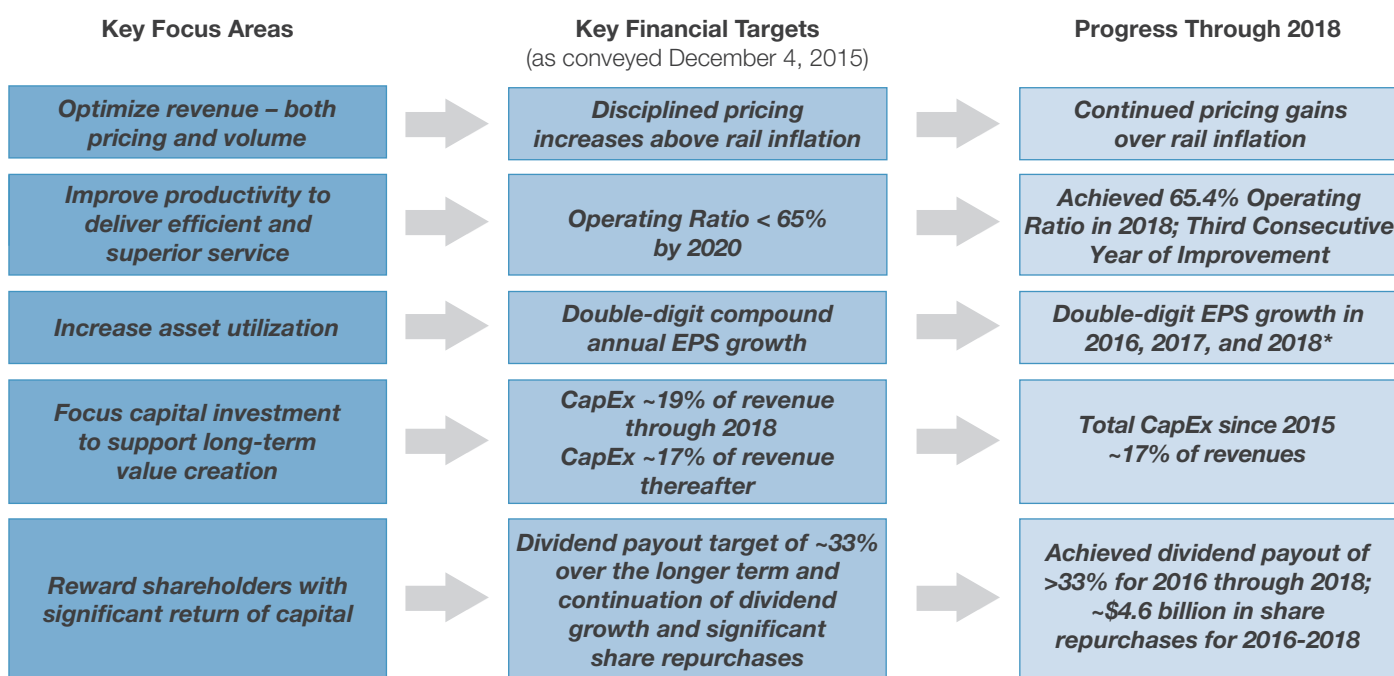 Key Focus Areas
Key Financial Targets
(as conveyed December 4, 2015)
Progress Through 2018
Optimize revenue – both
pricing and volume
Disciplined pricing
increases above rail inflation
Continued pricing gains
over rail inflation
Improve productivity to
deliver efficient and
superior service
Operating Ratio < 65%
by 2020
Achieved 65.4% Operating
Ratio in 2018; Third Consecutive
Year of Improvement
Increase asset utilization
Double-digit compound
annual EPS growth
Double-digit EPS growth in
2016, 2017, and 2018*
Focus capital investment
to support long-term
value creation
CapEx ~19% of revenue
through 2018
CapEx ~17% of revenue
thereafter
Total CapEx since 2015
~17% of revenues
Reward shareholders with
significant return of capital
Dividend payout target of ~33%
over the longer term and
continuation of dividend
growth and significant
share repurchases
Achieved dividend payout of
>33% for 2016 through 2018;
~$4.6 billion in share
repurchases for 2016-2018